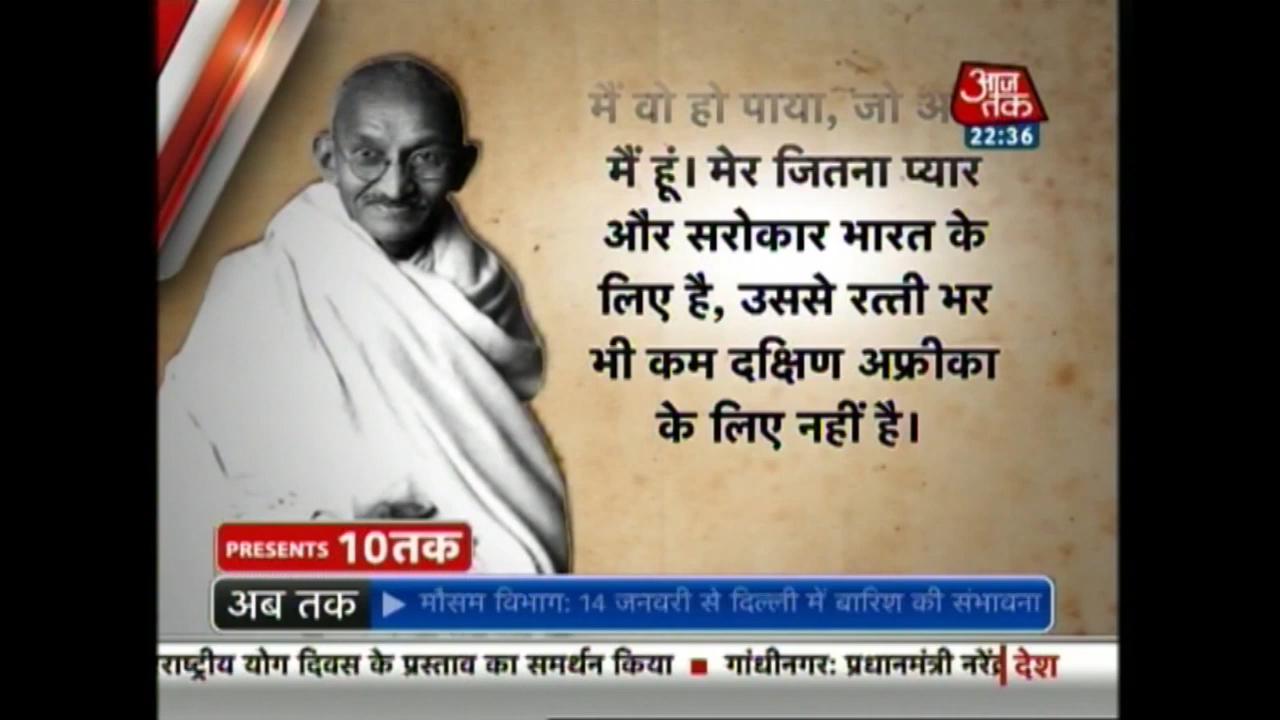 आज तक
22:36
मैं वो हो पाया, जो
मैं हूं। मेर जितना प्यार
और सरोकार भारत के
लिए है, उससे रत्ती भर
भी कम दक्षिण अफ्रीका
के लिए नहीं है।
PRESENTS 10तक
अब तक
मौसम विभाग: 14 जनवरी से दिल्ली में बारिश की संभावना
राष्ट्रीय योग दिवस के प्रस्ताव का समर्थन किया ■ गांधीनगर: प्रधानमंत्री
देश